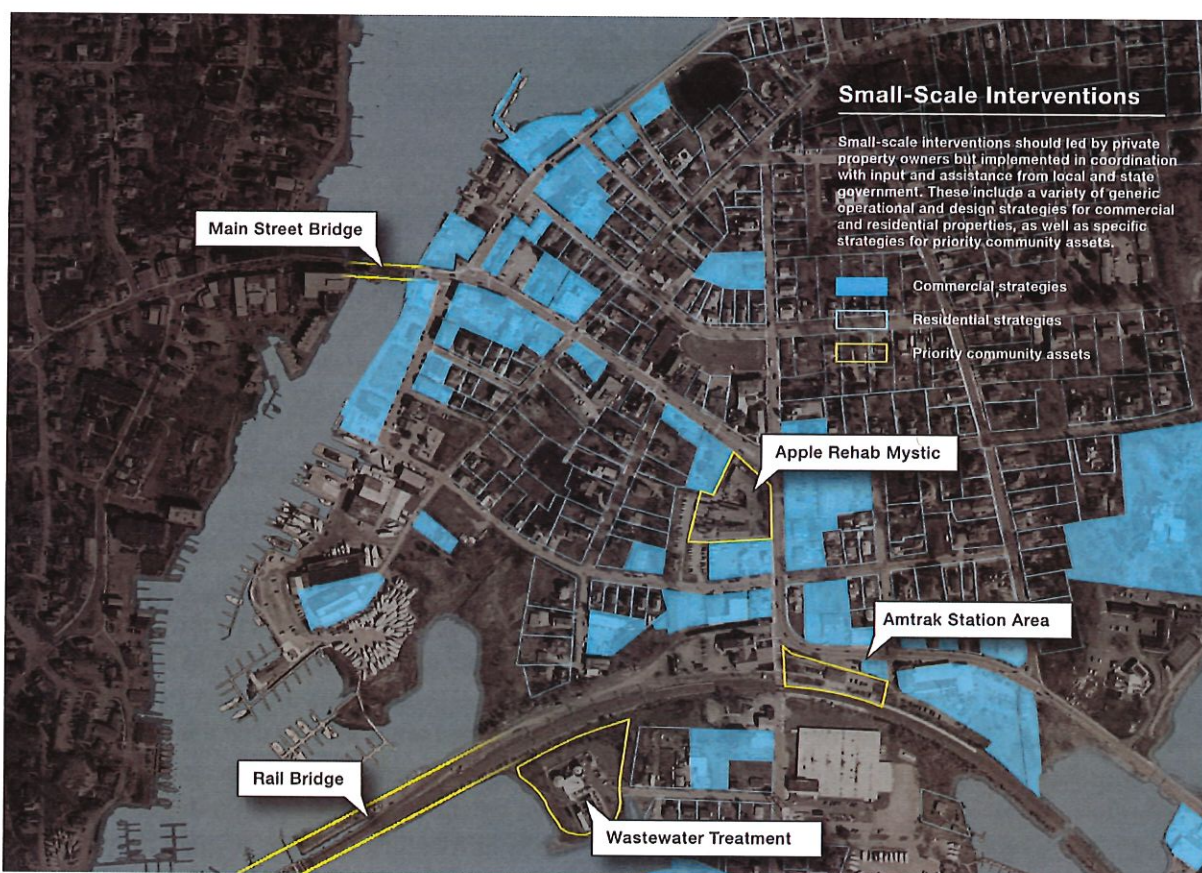 Small-Scale Interventions
Small-scale interventions should led by private
property owners but implemented in coordination
with input and assistance from local and state
government. These include a variety of generic
operational and design strategies for commercial
and residential properties, as well as specific
strategies for priority community assets.
Commercial strategies
Residential strategies
Priority community assets
Main Street Bridge
Apple Rehab Mystic
Amtrak Station Area
Rail Bridge
Wastewater Treatment